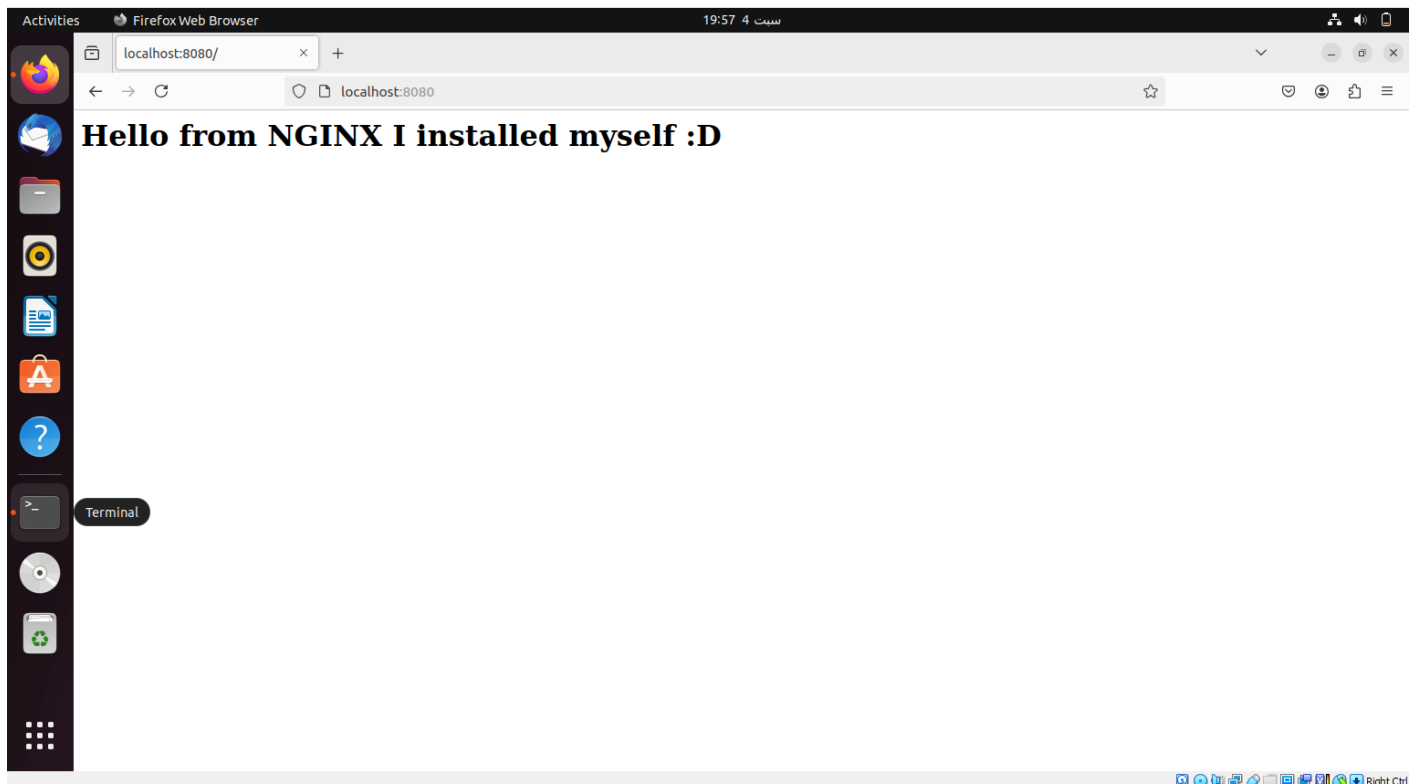 Activities Firefox Web Browser 19:57 4 سبت
localhost:8080/
localhost:8080
Hello from NGINX I installed myself :D
Terminal
Right Ctrl